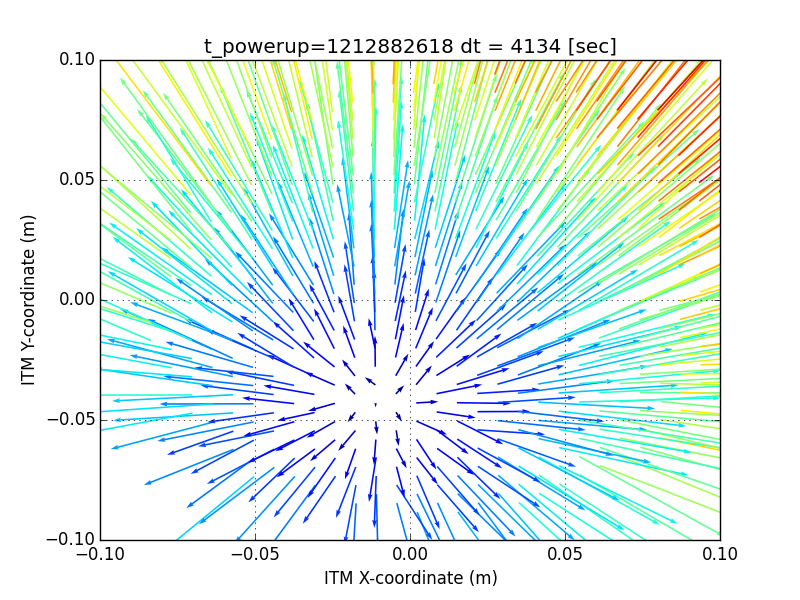 t_powerup=1212882618 dt = 4134 [sec]
0.10
0.05
0.00
−0.05
−0.10
ITM Y-coordinate (m)
−0.10 −0.05 0.00 0.05 0.10
ITM X-coordinate (m)